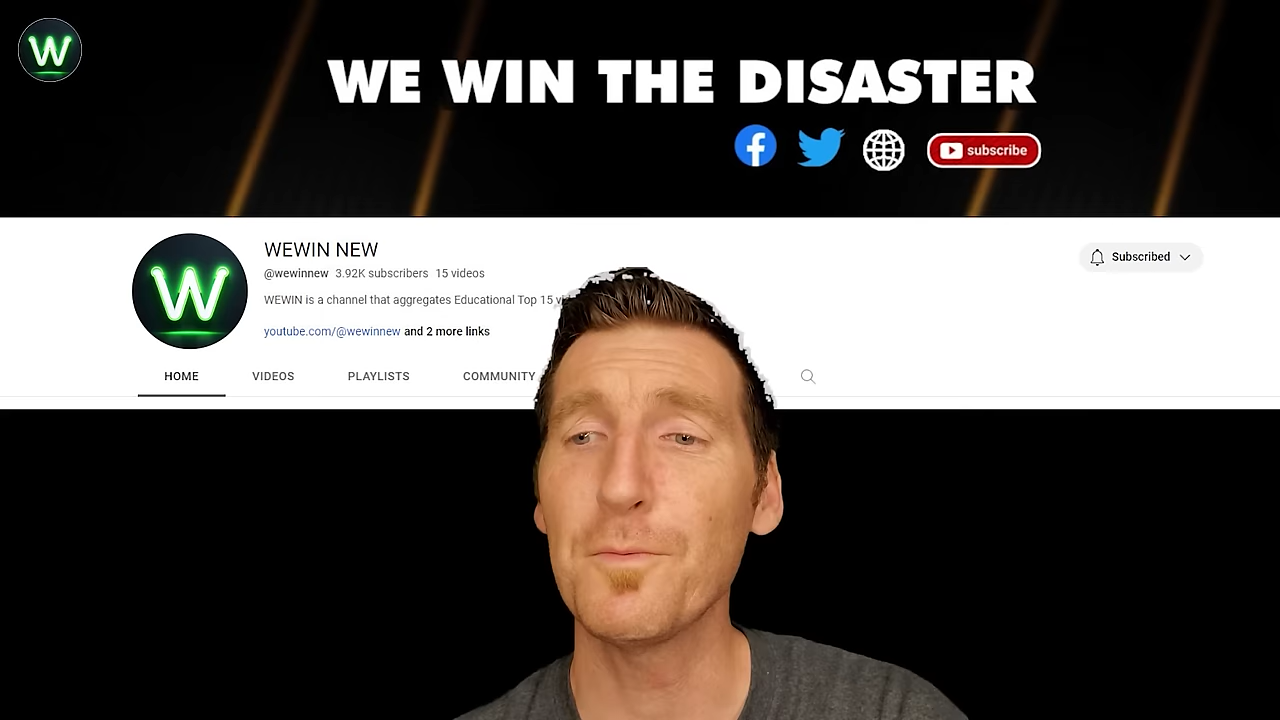 W
WE WIN THE DISASTER
f
subscribe
W
WEWIN NEW
@wewinnew 3.92K subscribers 15 videos
Subscribed
WEWIN is a channel that aggregates Educational Top 15
youtube.com/@wewinnew and 2 more links
HOME VIDEOS PLAYLISTS COMMUNITY